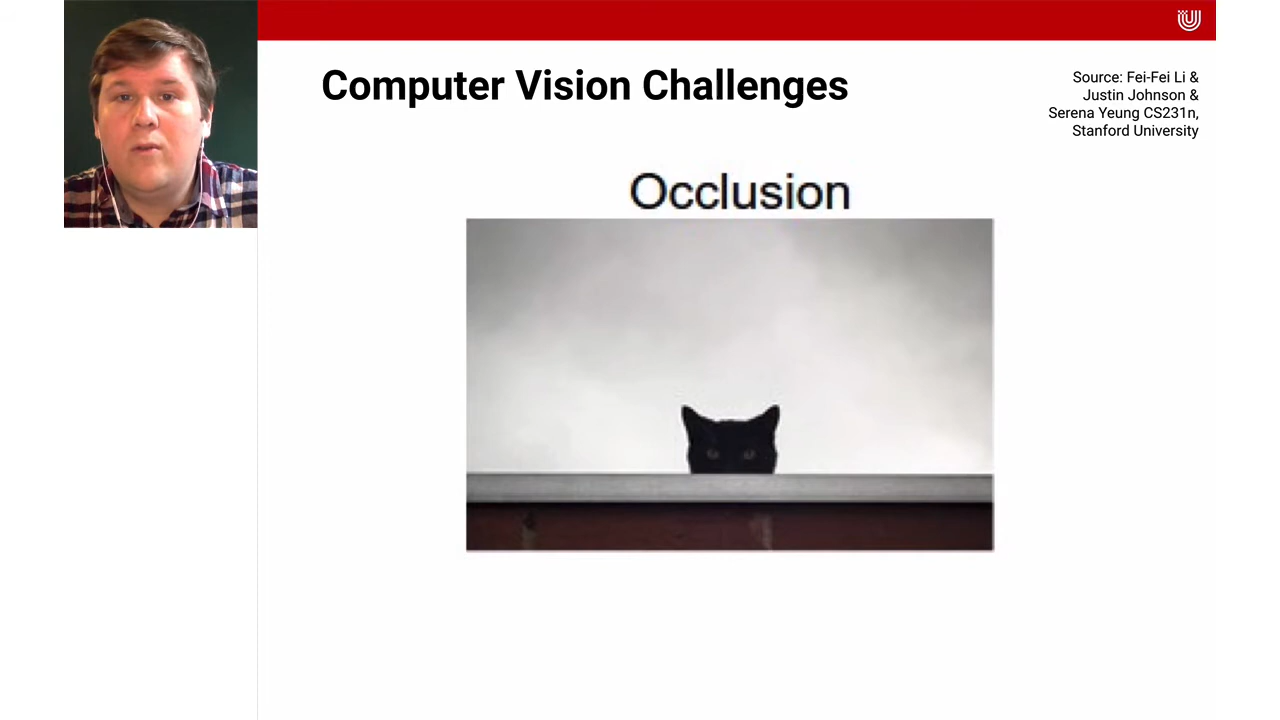 Computer Vision Challenges
Source: Fei-Fei Li &
Justin Johnson &
Serena Yeung CS231n,
Stanford University
Occlusion